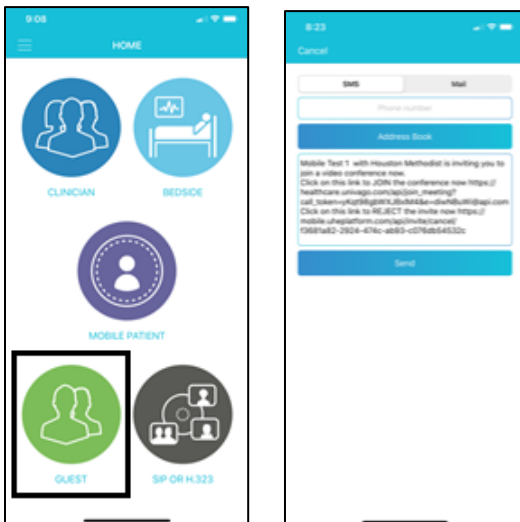 9:08
HOME
CLINICIAN
BEDSIDE
MOBILE PATIENT
GUEST
SIP OR H.323
8:23
Cancel
SMS Mail
Phone number
Address Book
Mobile Test 1 with Houston Methodist is inviting you to
join a video conference now.
Click on this link to JOIN the conference now https://
healthcare.univago.com/api/join_meeting?
Click on this link to REJECT the invite now https://
mobile.uheplatform.com/api/invite/cancel/
Send